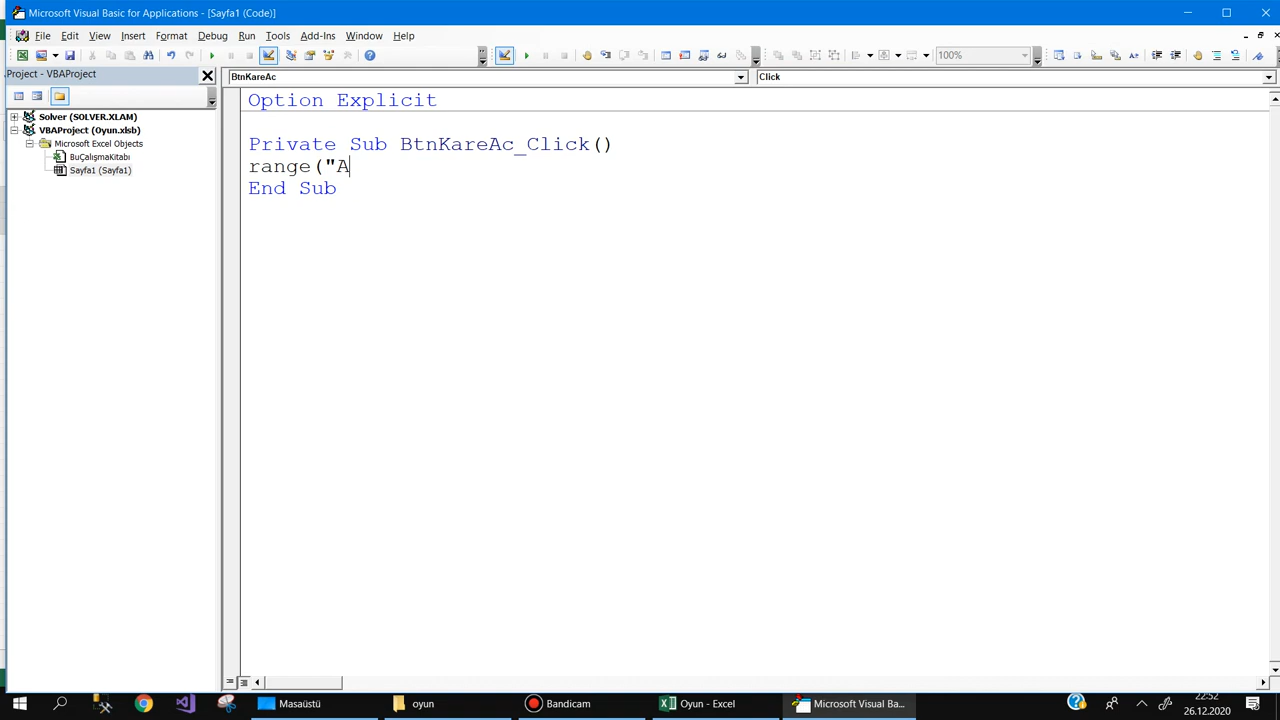 Microsoft Visual Basic for Applications - [Sayfa1 (Code)]
File Edit View Insert Format Debug Run Tools Add-Ins Window Help
100%
Project - VBAProject
BtnKareAc
Click
Solver (SOLVER.XLAM)
VBAProject (Oyun.xlsb)
Microsoft Excel Objects
BuÇalışmaKitabı
Sayfa1 (Sayfa1)
Option Explicit
Private Sub BtnKareAc_Click()
range("A
End Sub
Masaüstü
oyun
Bandicam
Oyun - Excel
Microsoft Visual Ba...
22:52
26.12.2020